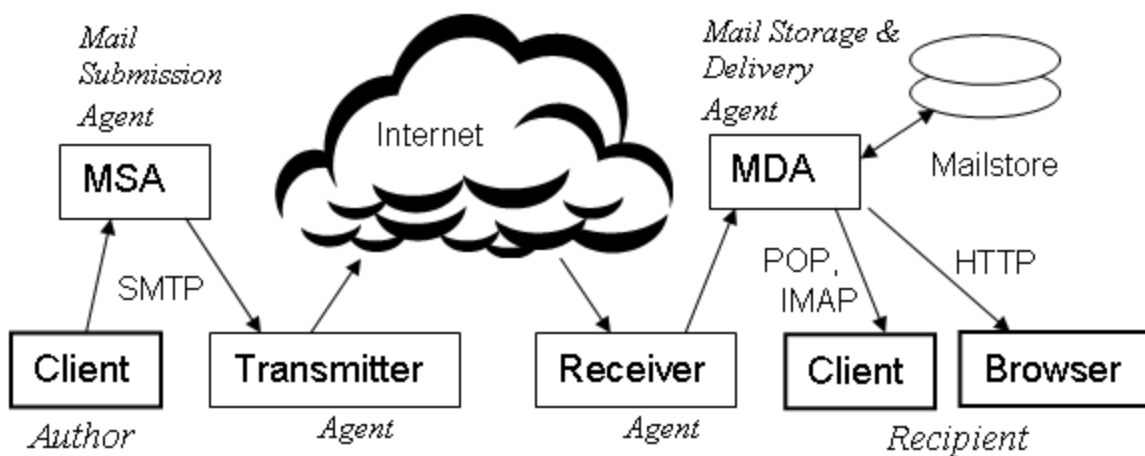 Mail
Submission
Agent
MSA
SMTP
Client
Author
Transmitter
Agent
Internet
Receiver
Agent
Mail Storage &
Delivery
Agent
MDA
Mailstore
POP,
IMAP
HTTP
Client
Browser
Recipient